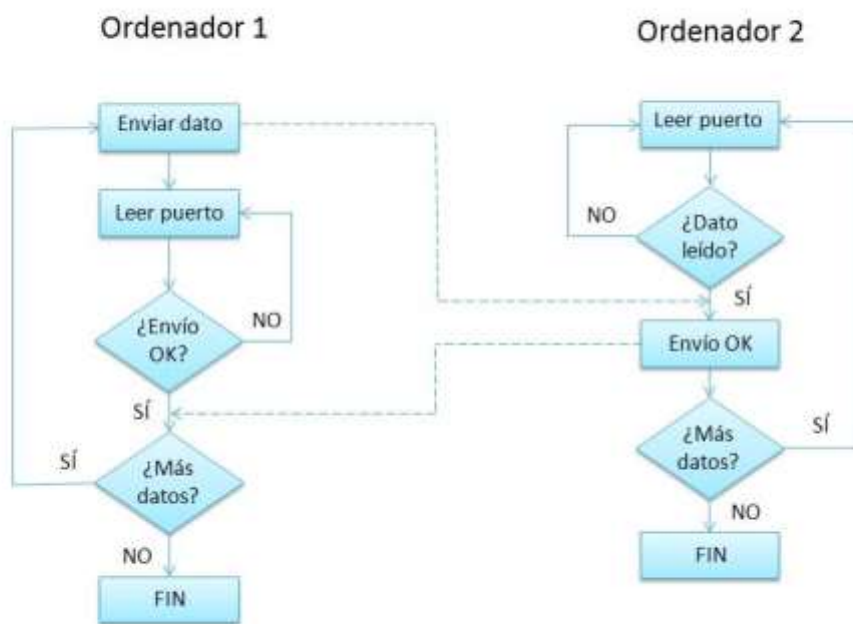 Ordenador 1
Enviar dato
Leer puerto
¿Envío
OK?
NO
SÍ
¿Más
datos?
SÍ
NO
FIN
Ordenador 2
Leer puerto
¿Dato
leído?
NO
SÍ
Envío OK
¿Más
datos?
SÍ
NO
FIN